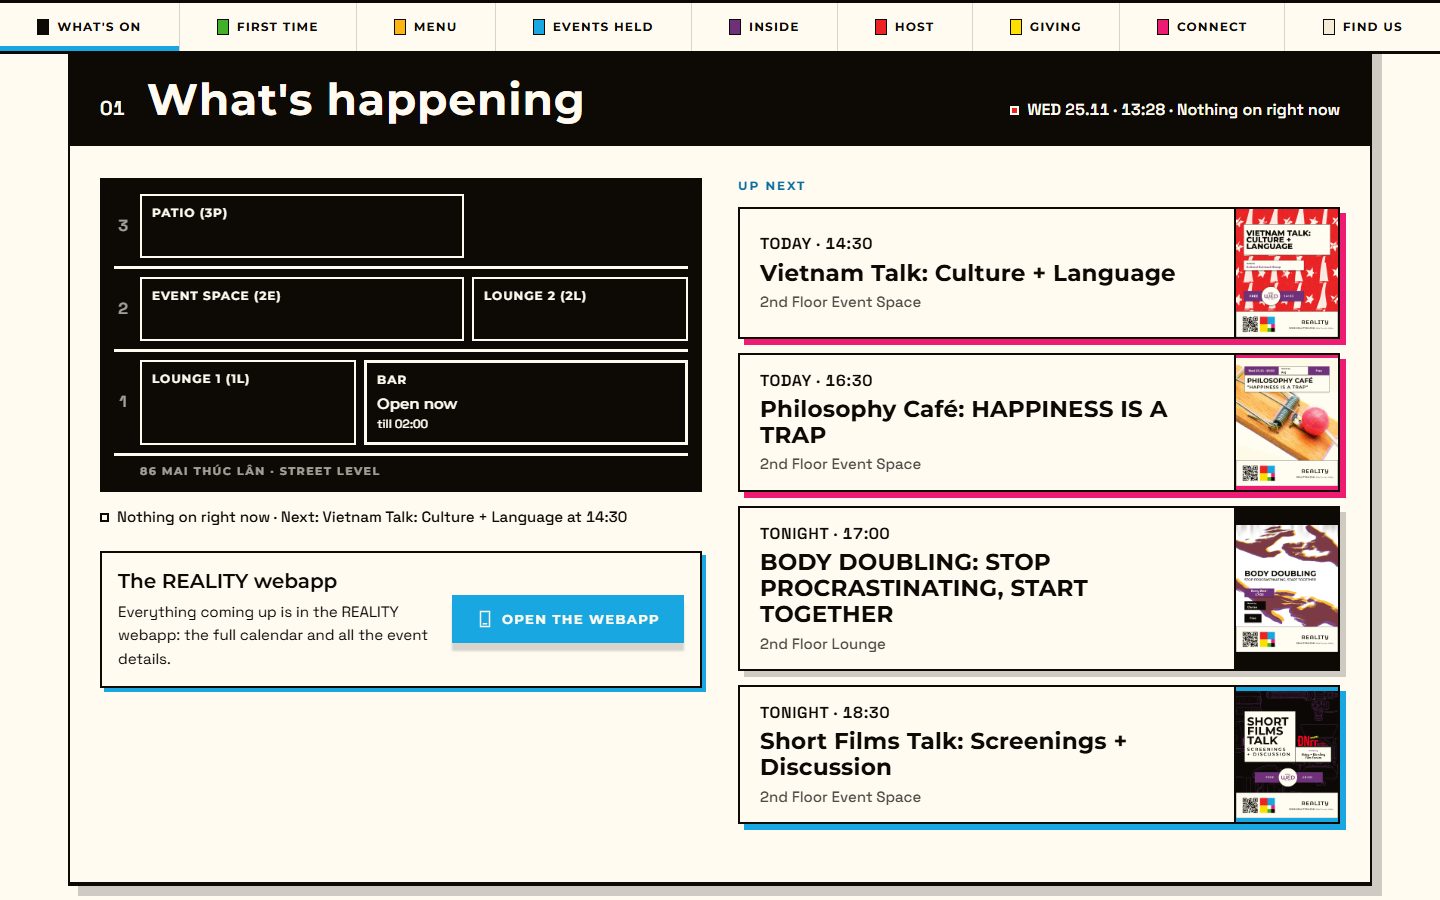 WHAT'S ON
FIRST TIME
MENU
EVENTS HELD
INSIDE
HOST
GIVING
CONNECT
FIND US
01 What's happening
WED 25.11 · 13:28 · Nothing on right now
3
PATIO (3P)
2
EVENT SPACE (2E)
LOUNGE 2 (2L)
1
LOUNGE 1 (1L)
BAR
Open now
till 02:00
86 MAI THÚC LÂN · STREET LEVEL
Nothing on right now · Next: Vietnam Talk: Culture + Language at 14:30
The REALITY webapp
Everything coming up is in the REALITY
webapp: the full calendar and all the event
details.
OPEN THE WEBAPP
UP NEXT
TODAY · 14:30
Vietnam Talk: Culture + Language
2nd Floor Event Space
VIETNAM TALK:
CULTURE +
LANGUAGE
WED
REALITY
TODAY · 16:30
Philosophy Café: HAPPINESS IS A
TRAP
2nd Floor Event Space
PHILOSOPHY CAFÉ
"HAPPINESS IS A TRAP"
REALITY
TONIGHT · 17:00
BODY DOUBLING: STOP
PROCRASTINATING, START
TOGETHER
2nd Floor Lounge
BODY DOUBLING
STOP PROCRASTINATING, START TOGETHER
REALITY
TONIGHT · 18:30
Short Films Talk: Screenings +
Discussion
2nd Floor Event Space
SHORT
FILMS
TALK
SCREENINGS
+ DISCUSSION
WED
REALITY